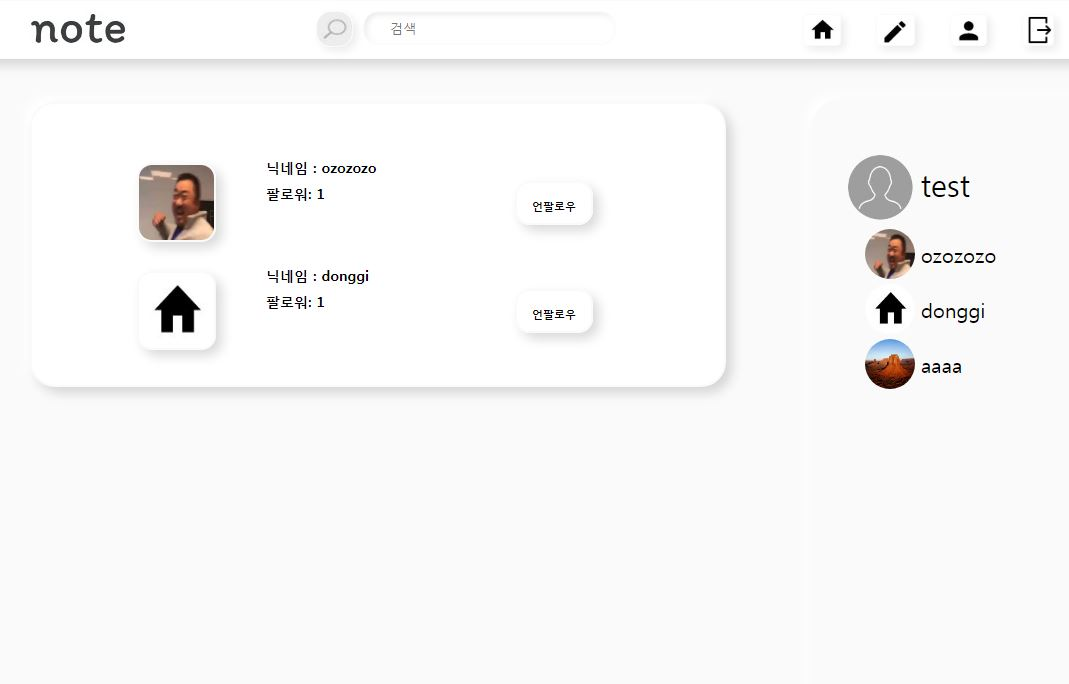 note
검색
닉네임 : ozozozo
팔로워: 1
언팔로우
닉네임 : donggi
팔로워: 1
언팔로우
test
ozozozo
donggi
aaaa